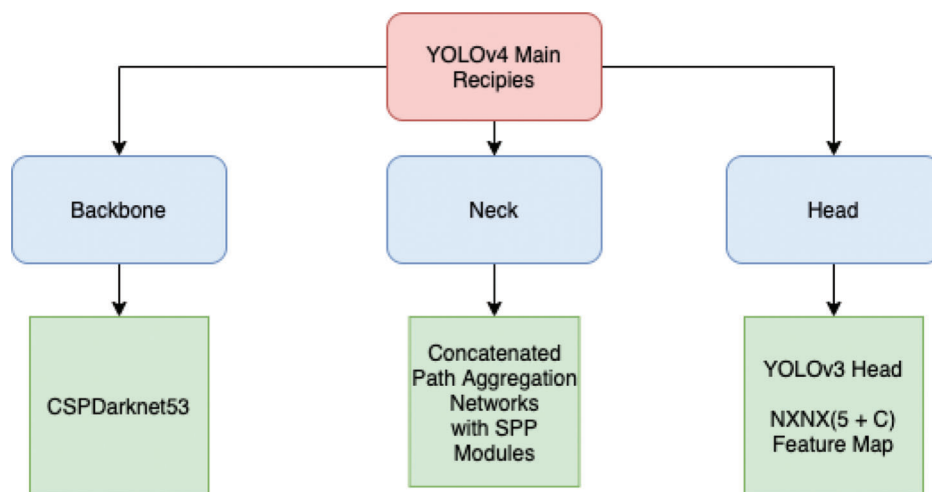 YOLOv4 Main
Recipies
Backbone
Neck
Head
CSPDarknet53
Concatenated
Path Aggregation
Networks
with SPP
Modules
YOLOv3 Head
NXNX(5 + C)
Feature Map